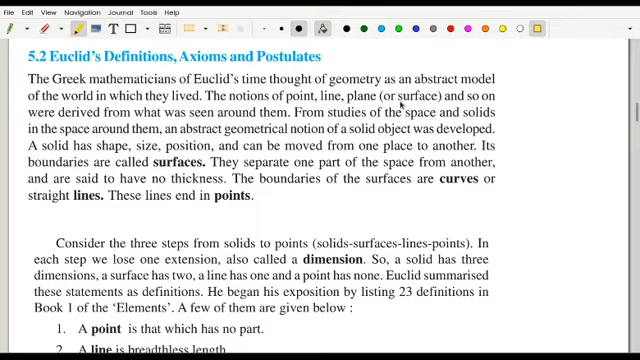 Edit View Navigation Journal Tools Help
5.2 Euclid's Definitions, Axioms and Postulates
The Greek mathematicians of Euclid's time thought of geometry as an abstract model
of the world in which they lived. The notions of point, line, plane (or surface) and so on
were derived from what was seen around them. From studies of the space and solids
in the space around them, an abstract geometrical notion of a solid object was developed.
A solid has shape, size, position, and can be moved from one place to another. Its
boundaries are called surfaces. They separate one part of the space from another,
and are said to have no thickness. The boundaries of the surfaces are curves or
straight lines. These lines end in points.
Consider the three steps from solids to points (solids-surfaces-lines-points). In
each step we lose one extension, also called a dimension. So, a solid has three
dimensions, a surface has two, a line has one and a point has none. Euclid summarised
these statements as definitions. He began his exposition by listing 23 definitions in
Book 1 of the 'Elements'. A few of them are given below :
1. A point is that which has no part.
2. A line is breadthless length.